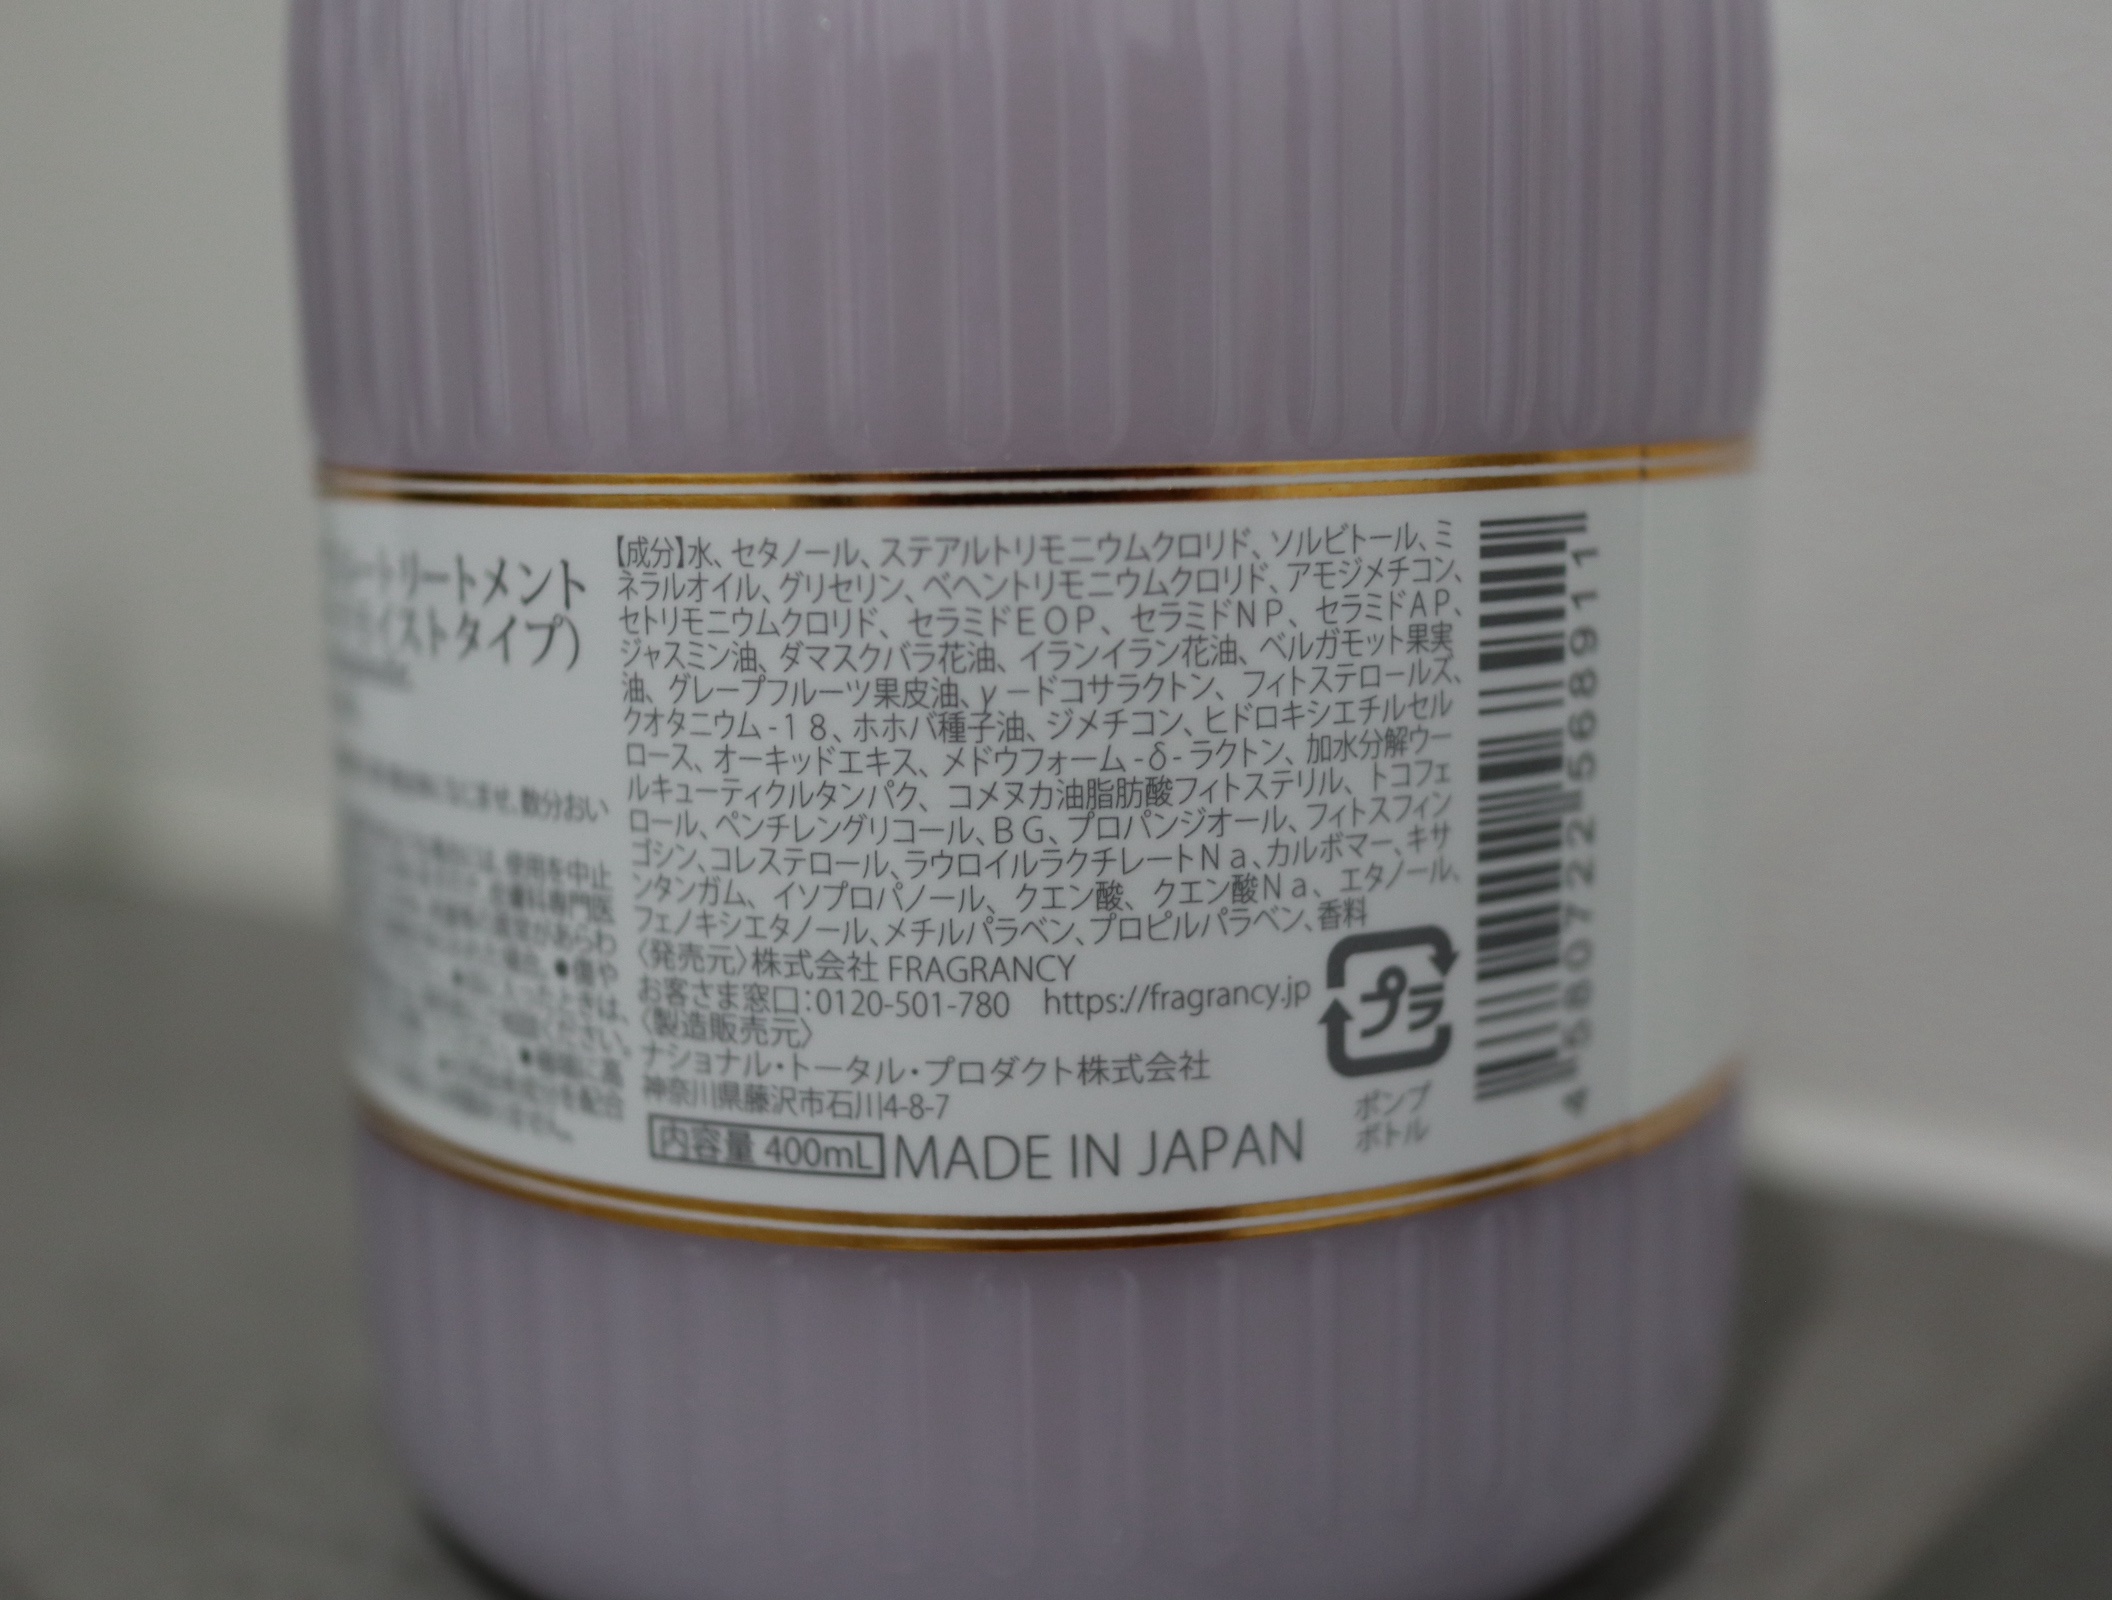 トリートメント
イストタイプ)
数分おい
使用を中止
皮膚科専門医
【成分】水、セタノール、ステアルトリモニウムクロリド、ソルビトール、ミ
ネラルオイル、グリセリン、ベヘントリモニウムクロリド、アモジメチコン、
セトリモニウムクロリド、セラミドEOP、セラミドNP、セラミドAP、
ジャスミン油、ダマスクバラ花油、イランイラン花油、ベルガモット果実
油、グレープフルーツ果皮油、γ－ドコサラクトン、フィトステロールズ、
クオタニウム-18、ホホバ種子油、ジメチコン、ヒドロキシエチルセル
ロース、オーキッドエキス、メドウフォーム-δ-ラクトン、加水分解ウー
ルキューティクルタンパク、コメヌカ油脂肪酸フィトステリル、トコフェ
ロール、ペンチレングリコール、BG、プロパンジオール、フィトスフィン
ゴシン、コレステロール、ラウロイルラクチレートNa、カルボマー、キサ
ンタンガム、イソプロパノール、クエン酸、クエン酸Na、エタノール、
フェノキシエタノール、メチルパラベン、プロピルパラベン、香料
〈発売元〉株式会社 FRAGRANCY
お客さま窓口：0120-501-780 https://fragrancy.jp
〈製造販売元〉
ナショナル・トータル・プロダクト株式会社
神奈川県藤沢市石川4-8-7
内容量 400mL MADE IN JAPAN
プラ
ポンプ
ボトル
4580722568911